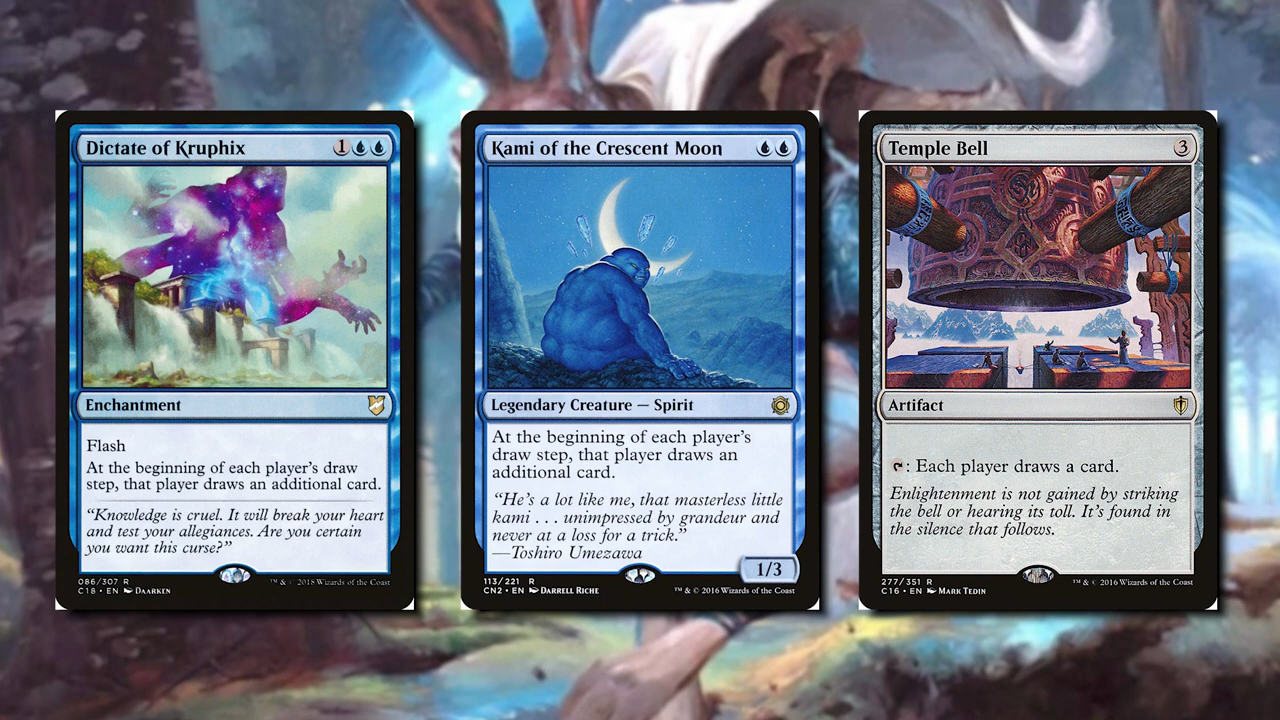 Dictate of Kruphix 1
Enchantment
Flash
At the beginning of each player's draw
step, that player draws an additional card.
"Knowledge is cruel. It will break your heart
and test your allegiances. Are you certain
you want this curse?"
086/307 R
C18 • EN DAARKEN
™ & © 2018 Wizards of the Coast
Kami of the Crescent Moon
Legendary Creature — Spirit
At the beginning of each player's
draw step, that player draws an
additional card.
"He's a lot like me, that masterless little
kami . . . unimpressed by grandeur and
never at a loss for a trick."
—Toshiro Umezawa
1/3
113/221 R
CN2 • EN DARRELL RICHE
™ & © 2016 Wizards of the Coast
Temple Bell 3
Artifact
: Each player draws a card.
Enlightenment is not gained by striking
the bell or hearing its toll. It's found in
the silence that follows.
277/351 R
C16 • EN MARK TEDIN
™ & © 2016 Wizards of the Coast